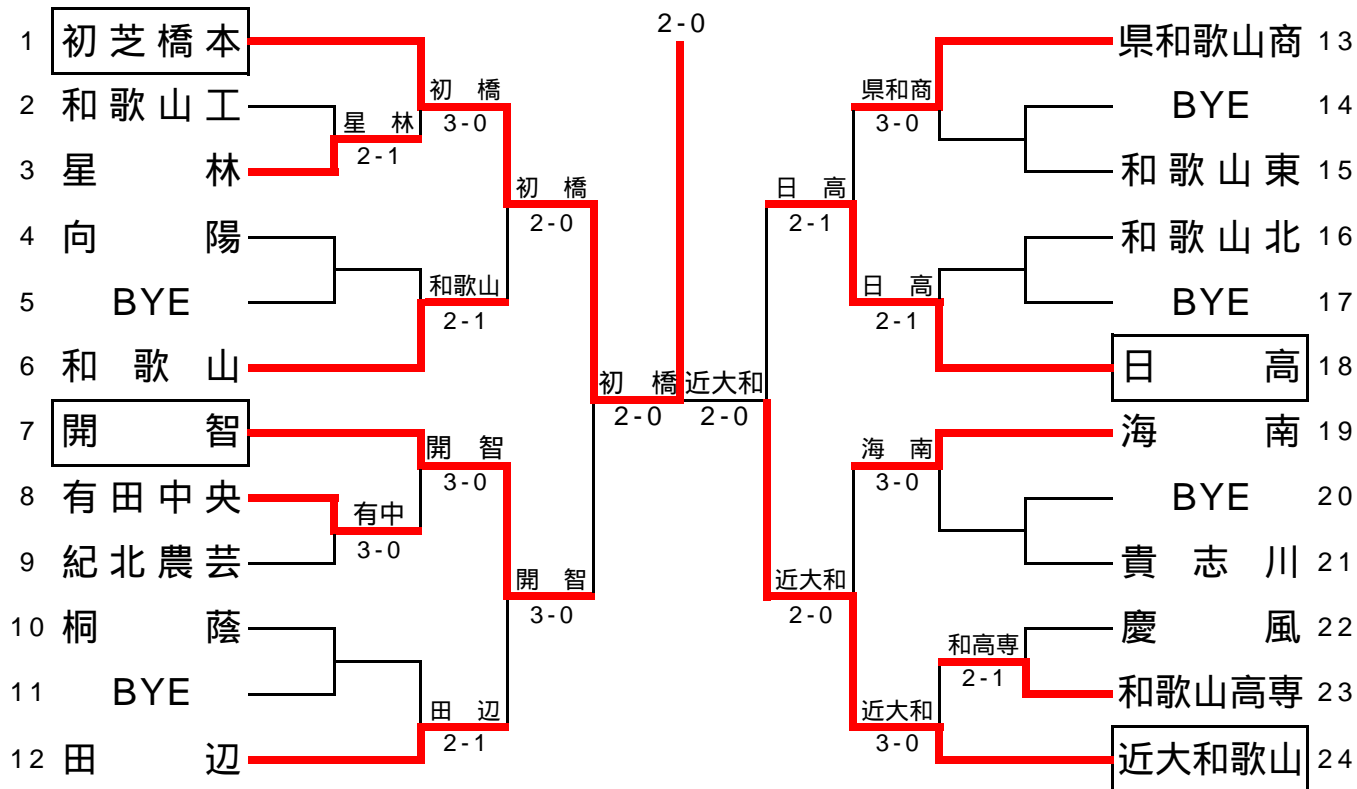 2-0
1 初芝橋本
2 和歌山工
3 星林
4 向陽
5 BYE
6 和歌山
7 開智
8 有田中央
9 紀北農芸
10 桐蔭
11 BYE
12 田辺
星林
2-1
有中
3-0
初橋
3-0
和歌山
2-1
開智
3-0
田辺
2-1
初橋
2-0
開智
3-0
初橋
2-0
近大和
2-0
日高
2-1
近大和
2-0
県和商
3-0
日高
2-1
海南
3-0
近大和
3-0
和高専
2-1
県和歌山商 13
BYE 14
和歌山東 15
和歌山北 16
BYE 17
日高 18
海南 19
BYE 20
貴志川 21
慶風 22
和歌山高専 23
近大和歌山 24